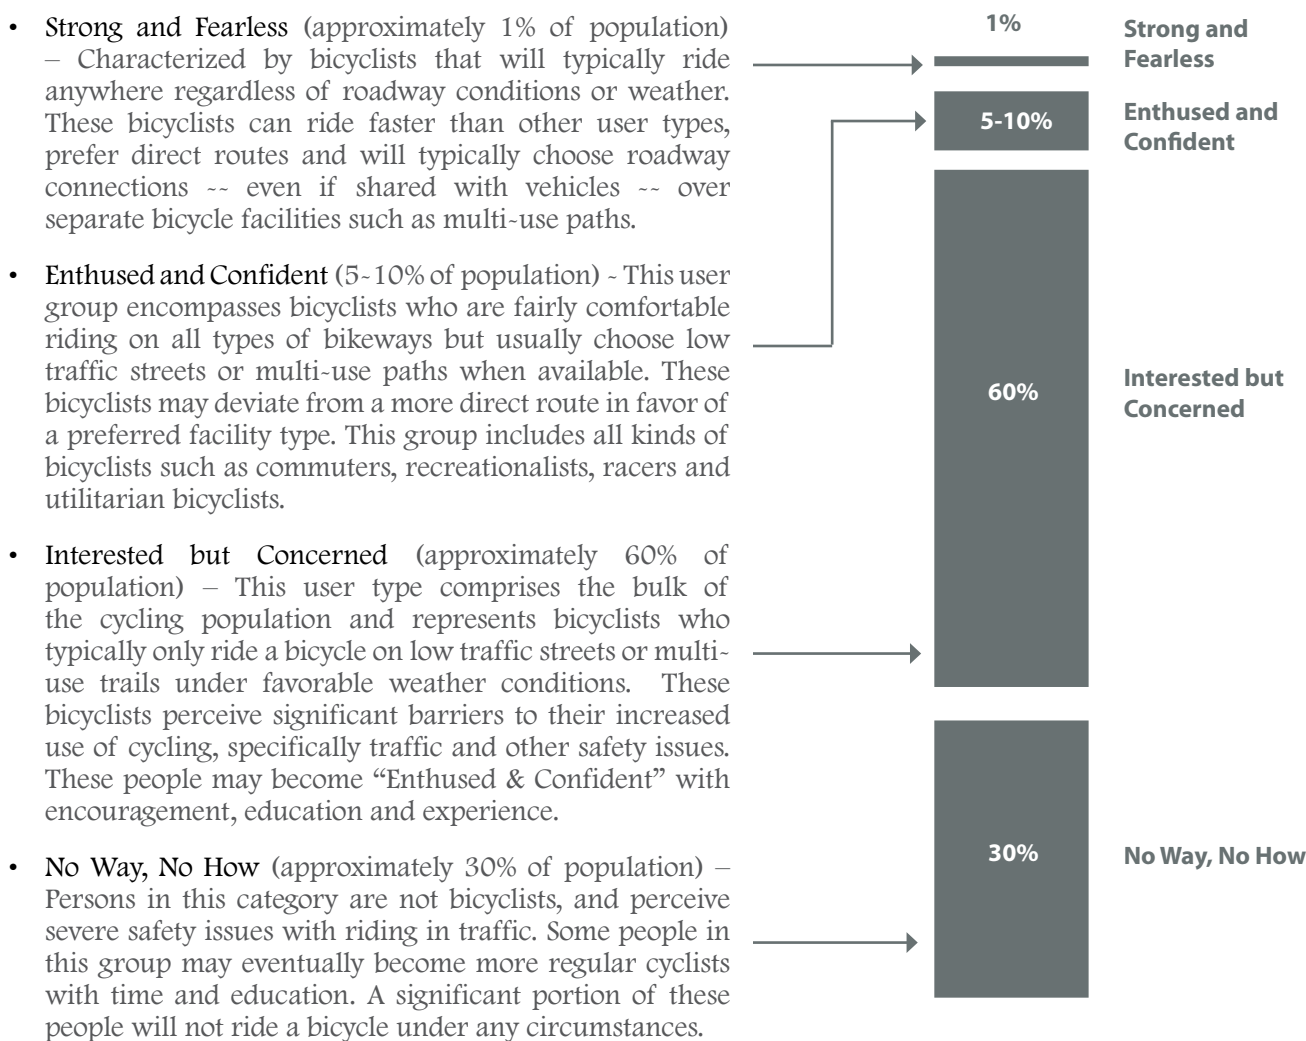 • Strong and Fearless (approximately 1% of population)
– Characterized by bicyclists that will typically ride
anywhere regardless of roadway conditions or weather.
These bicyclists can ride faster than other user types,
prefer direct routes and will typically choose roadway
connections -- even if shared with vehicles -- over
separate bicycle facilities such as multi-use paths.
• Enthused and Confident (5-10% of population) - This user
group encompasses bicyclists who are fairly comfortable
riding on all types of bikeways but usually choose low
traffic streets or multi-use paths when available. These
bicyclists may deviate from a more direct route in favor of
a preferred facility type. This group includes all kinds of
bicyclists such as commuters, recreationalists, racers and
utilitarian bicyclists.
• Interested but Concerned (approximately 60% of
population) – This user type comprises the bulk of
the cycling population and represents bicyclists who
typically only ride a bicycle on low traffic streets or multi-
use trails under favorable weather conditions. These
bicyclists perceive significant barriers to their increased
use of cycling, specifically traffic and other safety issues.
These people may become “Enthused & Confident” with
encouragement, education and experience.
• No Way, No How (approximately 30% of population) –
Persons in this category are not bicyclists, and perceive
severe safety issues with riding in traffic. Some people in
this group may eventually become more regular cyclists
with time and education. A significant portion of these
people will not ride a bicycle under any circumstances.
1%
Strong and
Fearless
5-10%
Enthused and
Confident
60%
Interested but
Concerned
30%
No Way, No How